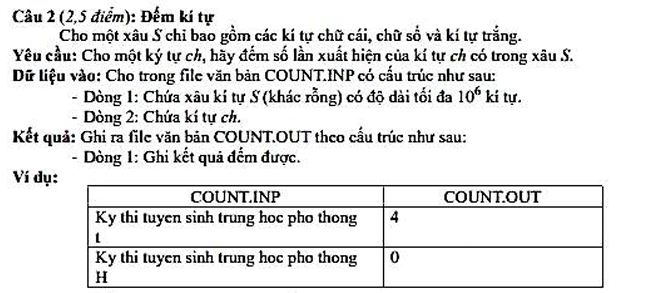 Câu 2 (2,5 điểm): Đếm kí tự
Cho một xâu S chỉ bao gồm các kí tự chữ cái, chữ số và kí tự trắng.
Yêu cầu: Cho một ký tự ch, hãy đếm số lần xuất hiện của kí tự ch có trong xâu S.
Dữ liệu vào: Cho trong file văn bản COUNT.INP có cấu trúc như sau:
- Dòng 1: Chứa xâu kí tự S (khác rỗng) có độ dài tối đa 10⁶ kí tự.
- Dòng 2: Chứa kí tự ch.
Kết quả: Ghi ra file văn bản COUNT.OUT theo cấu trúc như sau:
- Dòng 1: Ghi kết quả đếm được.
Ví dụ:
COUNT.INP COUNT.OUT
Ky thi tuyen sinh trung hoc pho thong 4
t
Ky thi tuyen sinh trung hoc pho thong 0
H